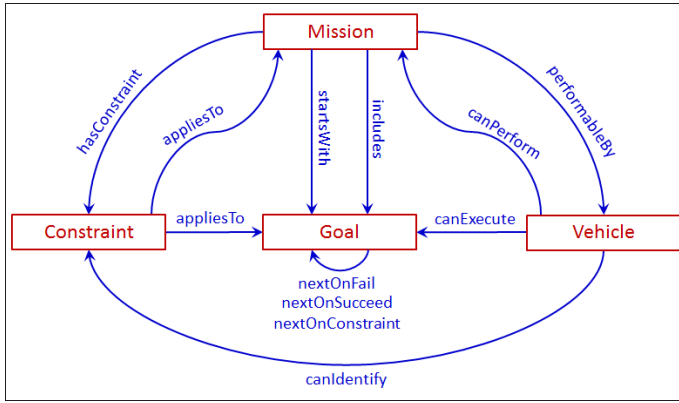 Mission
hasConstraint
appliesTo
startsWith
includes
canPerform
performableBy
Constraint
appliesTo
Goal
canExecute
Vehicle
nextOnFail
nextOnSucceed
nextOnConstraint
canIdentify